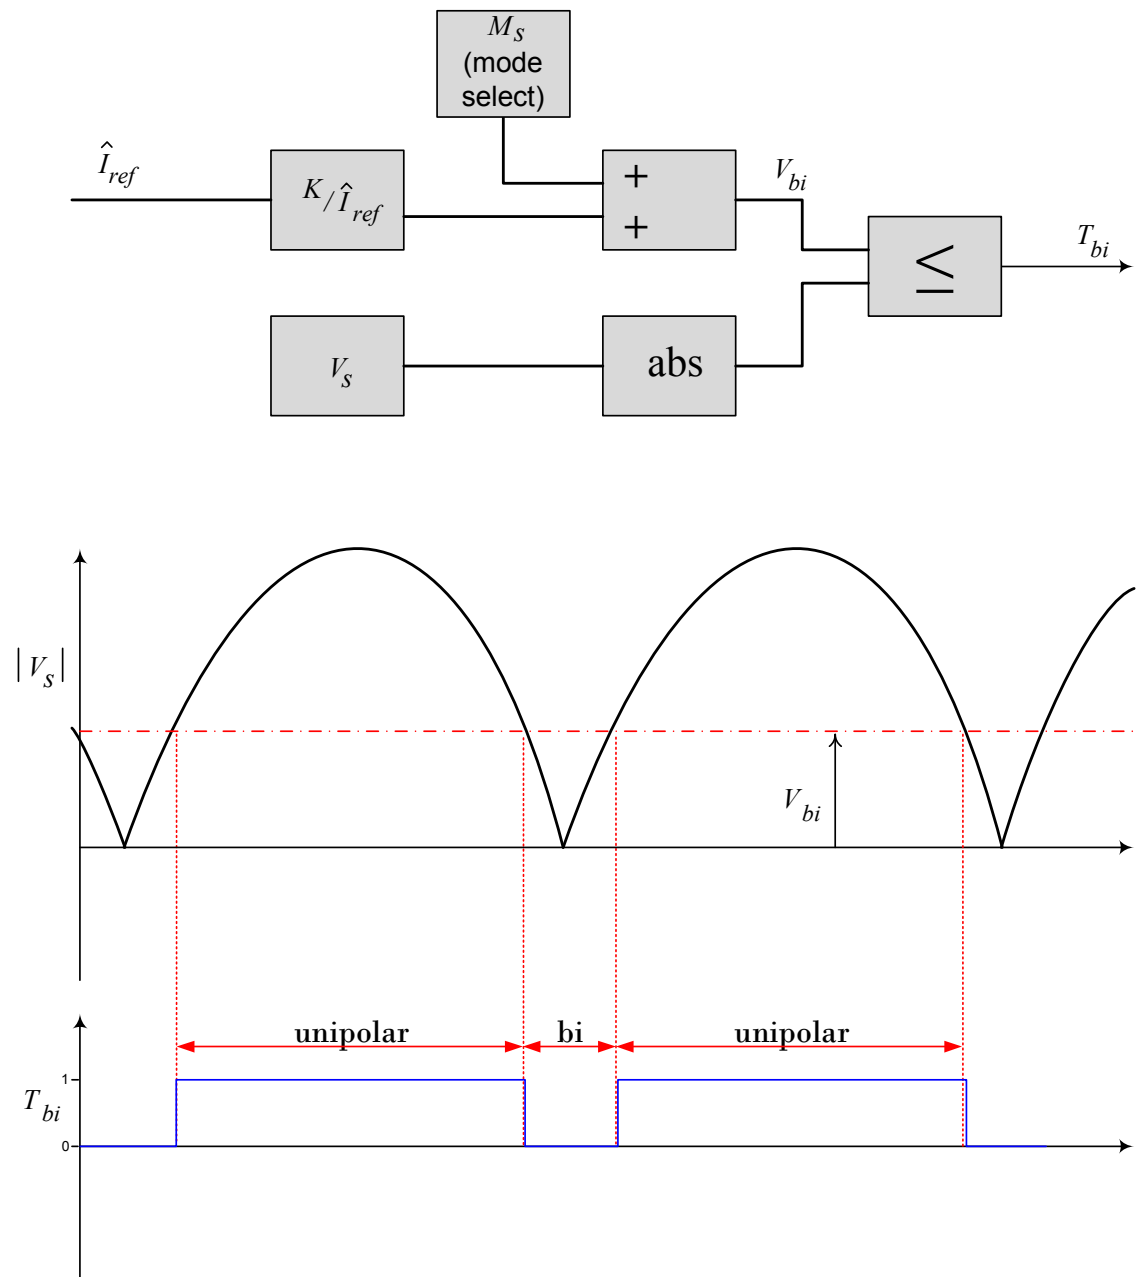 M_S
(mode
select)
Î_ref
K/Î_ref
+
+
V_bi
≤
T_bi
V_s
abs
|V_s|
V_bi
unipolar
bi
unipolar
1
T_bi
0